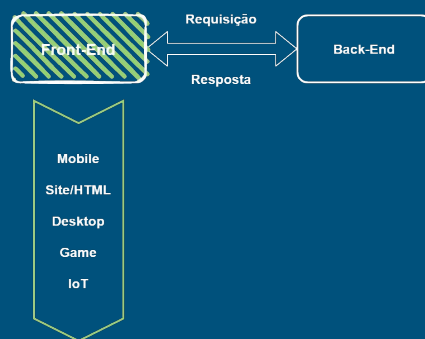 Requisição
Front-End
Back-End
Resposta
Mobile
Site/HTML
Desktop
Game
IoT